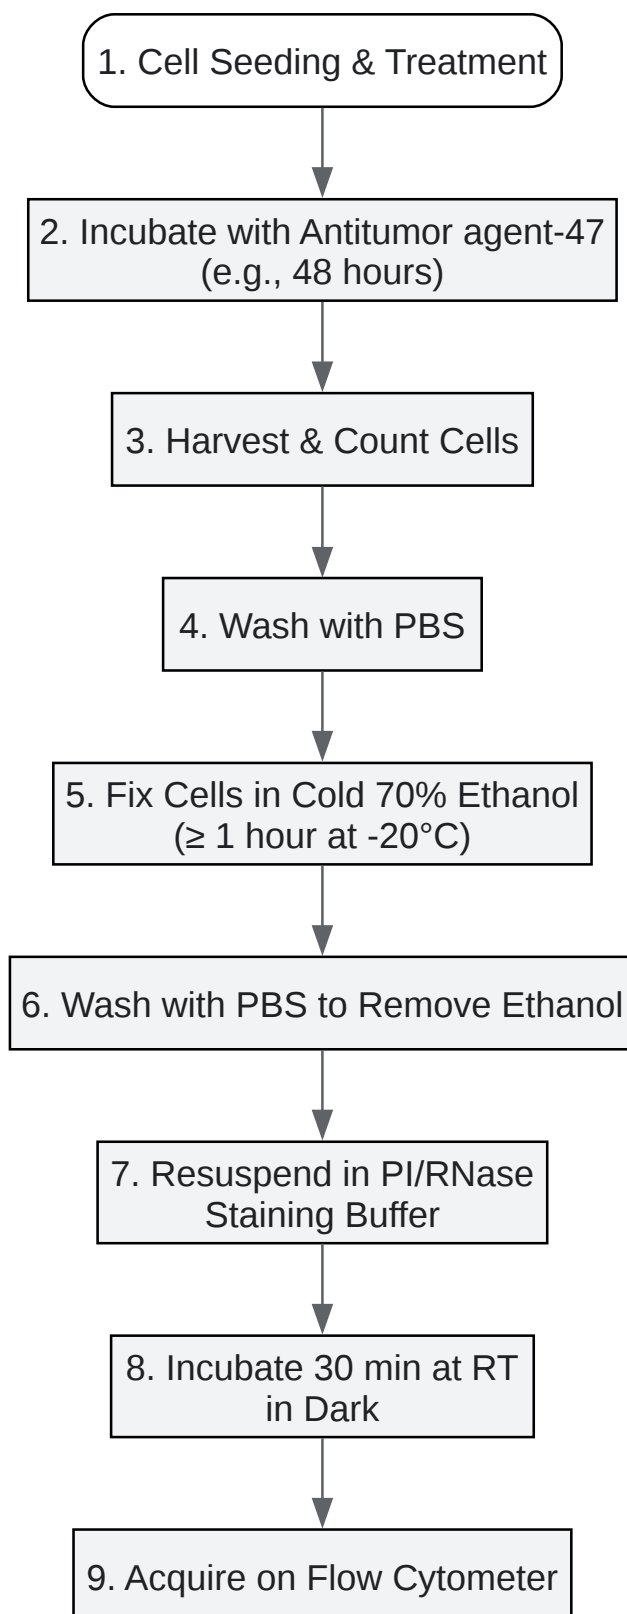 1. Cell Seeding & Treatment
2. Incubate with Antitumor agent-47
(e.g., 48 hours)
3. Harvest & Count Cells
4. Wash with PBS
5. Fix Cells in Cold 70% Ethanol
(≥ 1 hour at -20°C)
6. Wash with PBS to Remove Ethanol
7. Resuspend in PI/RNase
Staining Buffer
8. Incubate 30 min at RT
in Dark
9. Acquire on Flow Cytometer